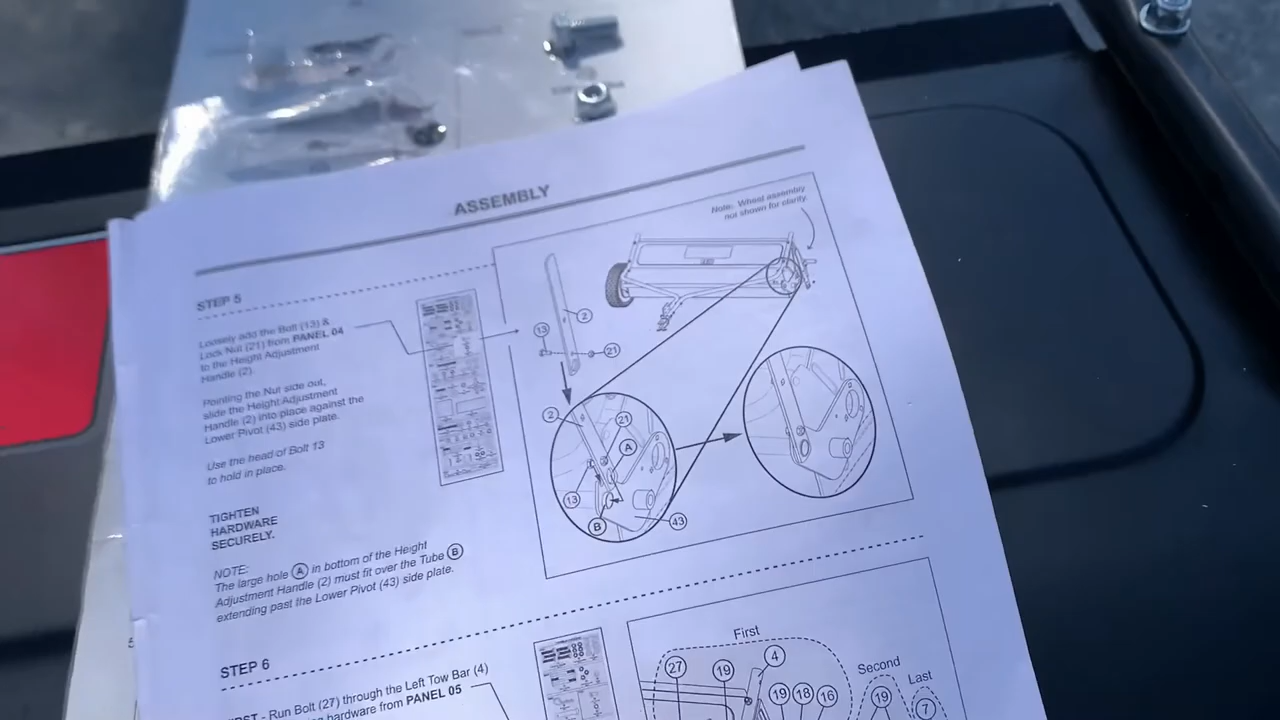 ASSEMBLY
STEP 5
Loosely add the Bolt (13) &
Lock Nut (21) from PANEL 04
to the Height Adjustment
Handle (2).
Pointing the Nut side out,
slide the Height Adjustment
Handle (2) into place against the
Lower Pivot (43) side plate.
Use the head of Bolt 13
to hold in place.
TIGHTEN
HARDWARE
SECURELY.
NOTE:
The large hole A in bottom of the Height
Adjustment Handle (2) must fit over the Tube B
extending past the Lower Pivot (43) side plate.
Note: Wheel assembly
not shown for clarity.
2
13
21
2
21
A
13
B
43
STEP 6
FIRST - Run Bolt (27) through the Left Tow Bar (4)
hardware from PANEL 05
First
27
19
4
19
18
16
Second
19
Last
7